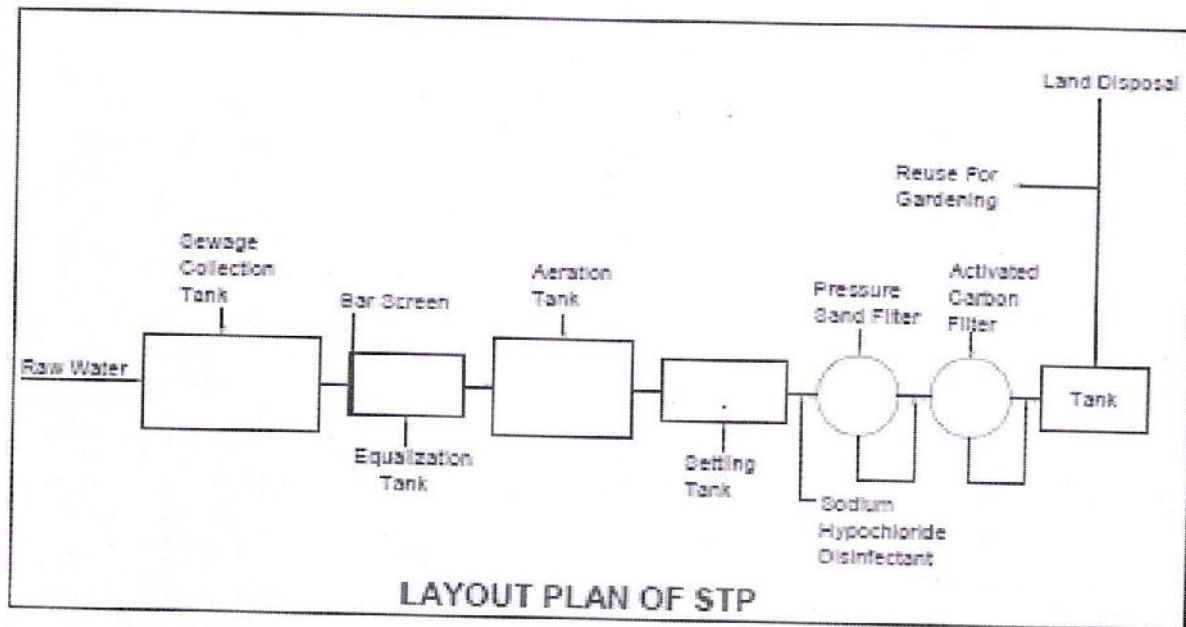 Land Disposal
Reuse For
Gardening
Sewage
Collection
Tank
Bar Screen
Aeration
Tank
Pressure
Sand Filter
Activated
Carbon
Filter
Raw Water
Tank
Equalization
Tank
Settling
Tank
Sodium
Hypochloride
Disinfectant
LAYOUT PLAN OF STP